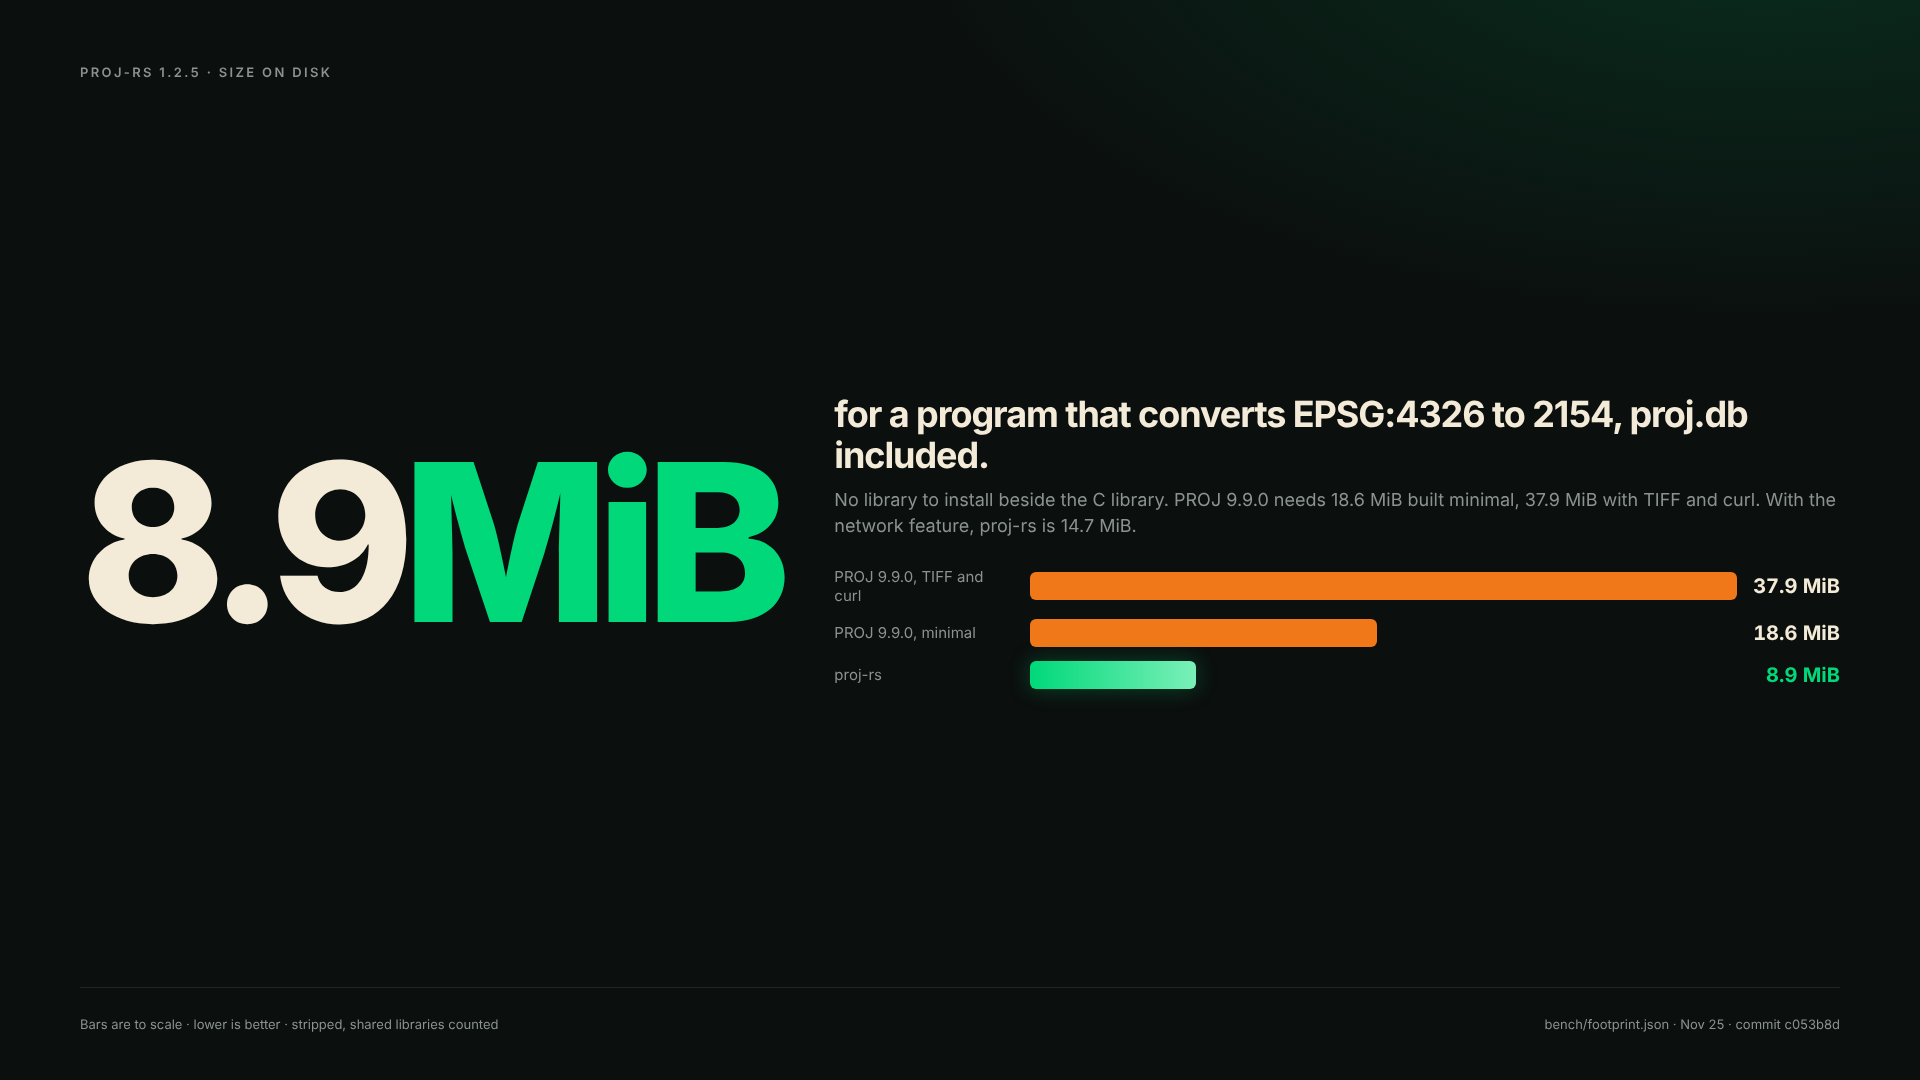 PROJ-RS 1.2.5 · SIZE ON DISK
8.9MiB
for a program that converts EPSG:4326 to 2154, proj.db
included.
No library to install beside the C library. PROJ 9.9.0 needs 18.6 MiB built minimal, 37.9 MiB with TIFF and curl. With the
network feature, proj-rs is 14.7 MiB.
PROJ 9.9.0, TIFF and
curl
37.9 MiB
PROJ 9.9.0, minimal
18.6 MiB
proj-rs
8.9 MiB
Bars are to scale · lower is better · stripped, shared libraries counted
bench/footprint.json · Nov 25 · commit c053b8d